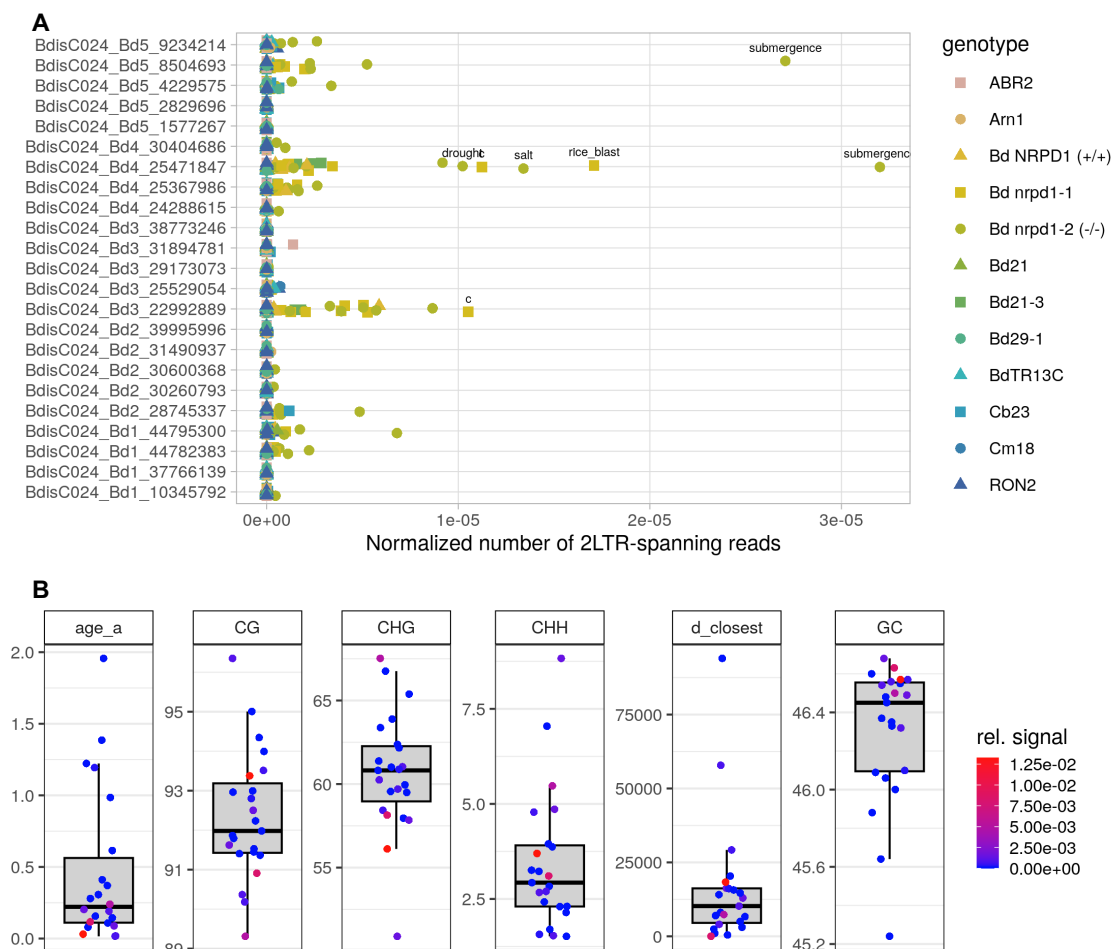 A
BdisC024_Bd5_9234214
BdisC024_Bd5_8504693
BdisC024_Bd5_4229575
BdisC024_Bd5_2829696
BdisC024_Bd5_1577267
BdisC024_Bd4_30404686
BdisC024_Bd4_25471847
BdisC024_Bd4_25367986
BdisC024_Bd4_24288615
BdisC024_Bd3_38773246
BdisC024_Bd3_31894781
BdisC024_Bd3_29173073
BdisC024_Bd3_25529054
BdisC024_Bd3_22992889
BdisC024_Bd2_39995996
BdisC024_Bd2_31490937
BdisC024_Bd2_30600368
BdisC024_Bd2_30260793
BdisC024_Bd2_28745337
BdisC024_Bd1_44795300
BdisC024_Bd1_44782383
BdisC024_Bd1_37766139
BdisC024_Bd1_10345792
submergence
drought c salt rice_blast submergenc
c
0e+00 1e-05 2e-05 3e-05
Normalized number of 2LTR-spanning reads
genotype
ABR2
Arn1
Bd NRPD1 (+/+)
Bd nrpd1-1
Bd nrpd1-2 (-/-)
Bd21
Bd21-3
Bd29-1
BdTR13C
Cb23
Cm18
RON2
B
age_a CG CHG CHH d_closest GC
2.0
1.5
1.0
0.5
0.0
95
93
91
89
65
60
55
7.5
5.0
2.5
75000
50000
25000
0
46.4
46.0
45.6
45.2
rel. signal
1.25e-02
1.00e-02
7.50e-03
5.00e-03
2.50e-03
0.00e+00